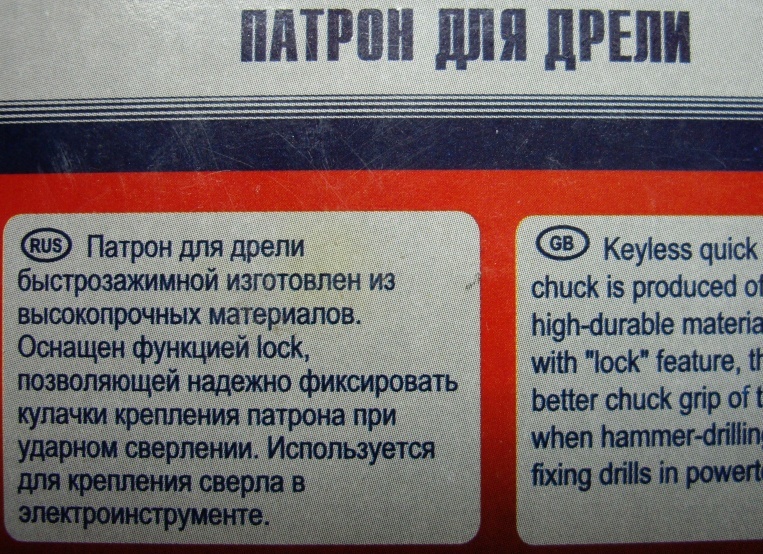 ПАТРОН ДЛЯ ДРЕЛИ
RUS Патрон для дрели
быстрозажимной изготовлен из
высокопрочных материалов.
Оснащен функцией lock,
позволяющей надежно фиксировать
кулачки крепления патрона при
ударном сверлении. Используется
для крепления сверла в
электроинструменте.
GB Keyless quick
chuck is produced of
high-durable
with "lock" feature,
better chuck grip of
when
fixing drills in